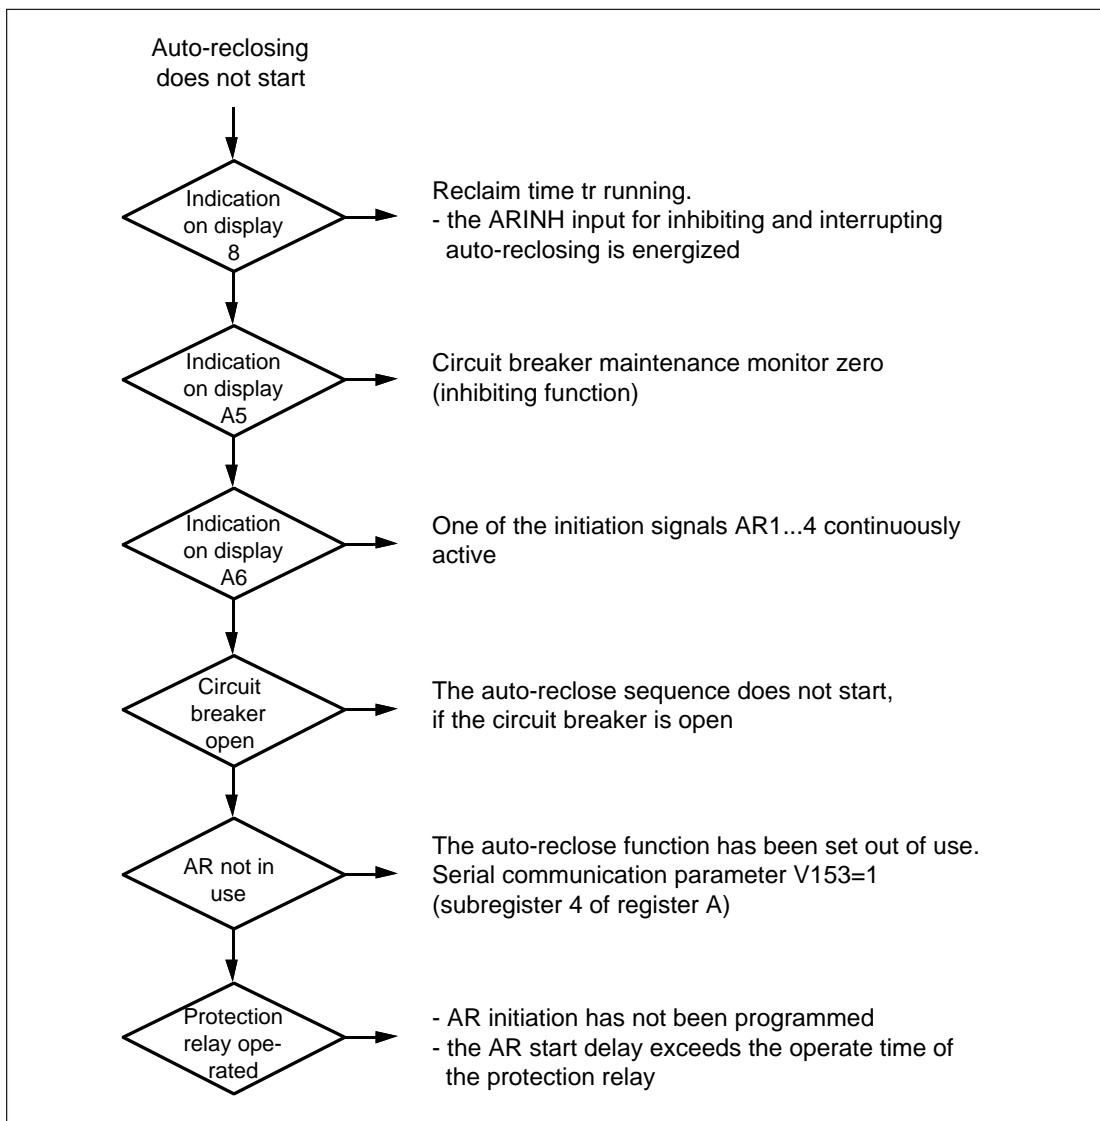 Auto-reclosing
does not start
Indication
on display
8
Reclaim time tr running.
- the ARINH input for inhibiting and interrupting
auto-reclosing is energized
Indication
on display
A5
Circuit breaker maintenance monitor zero
(inhibiting function)
Indication
on display
A6
One of the initiation signals AR1...4 continuously
active
Circuit
breaker
open
The auto-reclose sequence does not start,
if the circuit breaker is open
AR not in
use
The auto-reclose function has been set out of use.
Serial communication parameter V153=1
(subregister 4 of register A)
Protection
relay ope-
rated
- AR initiation has not been programmed
- the AR start delay exceeds the operate time of
the protection relay